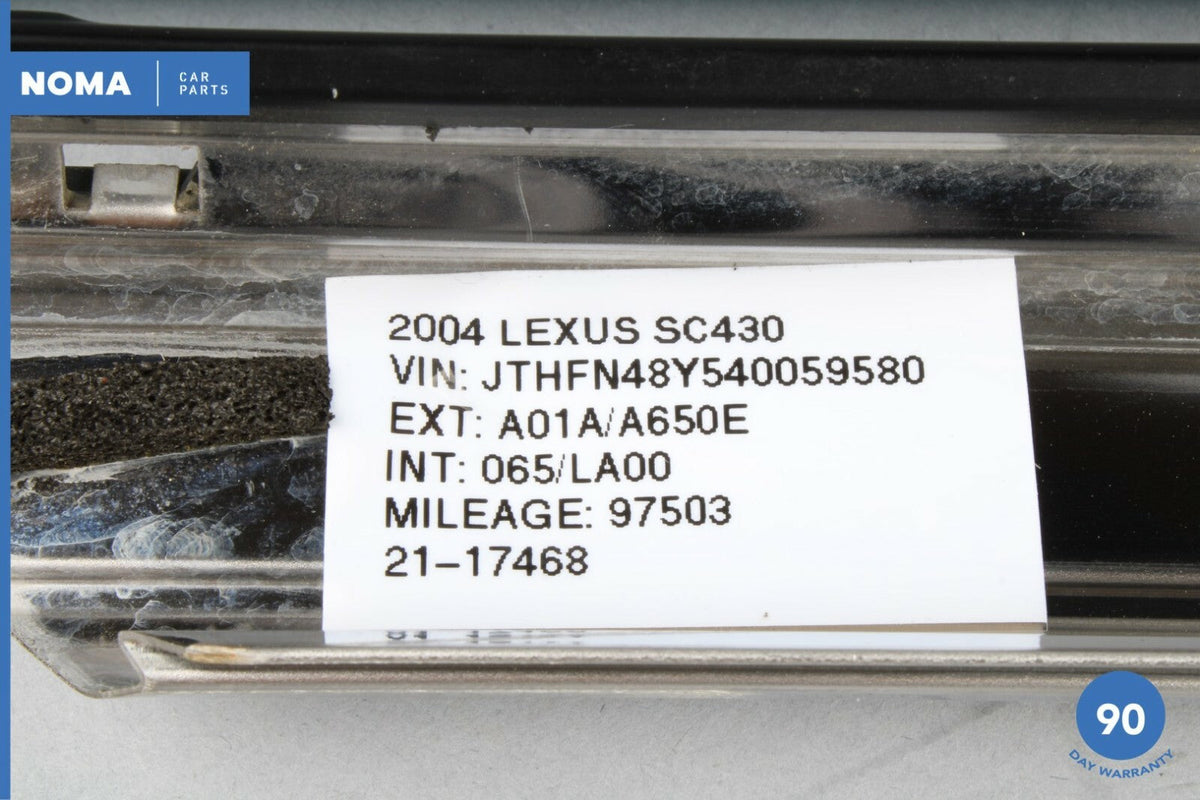 NOMA
CAR
PARTS
2004 LEXUS SC430
VIN: JTHFN48Y540059580
EXT: A01A/A650E
INT: 065/LA00
MILEAGE: 97503
21-17468
90
DAY WARRANTY